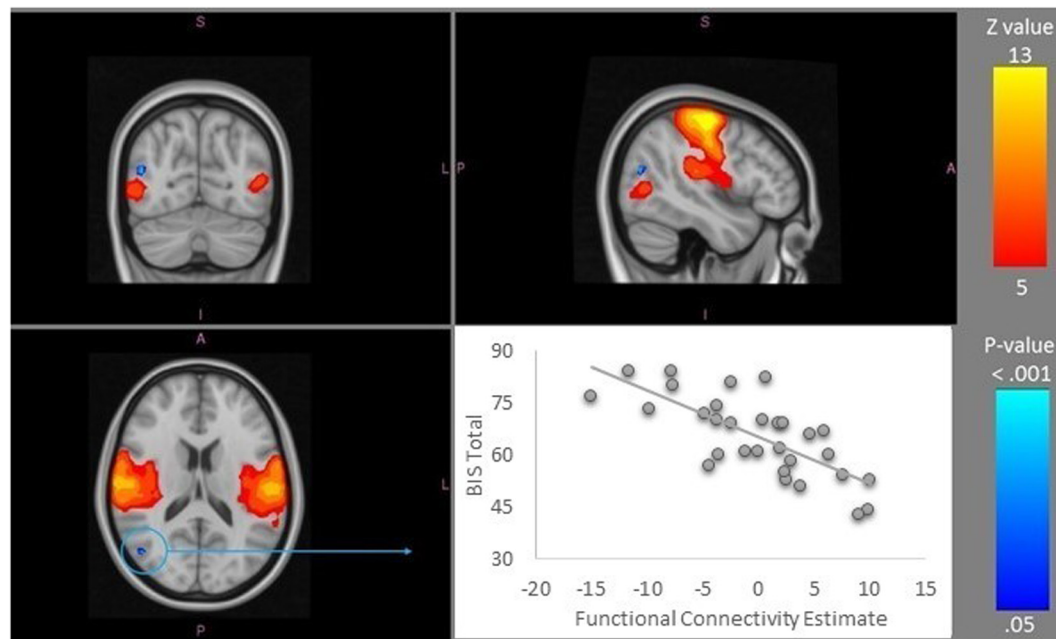 S
L
I
S
P
A
I
Z value
13
5
A
L
P
90
75
60
45
30
BIS Total
-20 -15 -10 -5 0 5 10 15
Functional Connectivity Estimate
P-value
< .001
.05